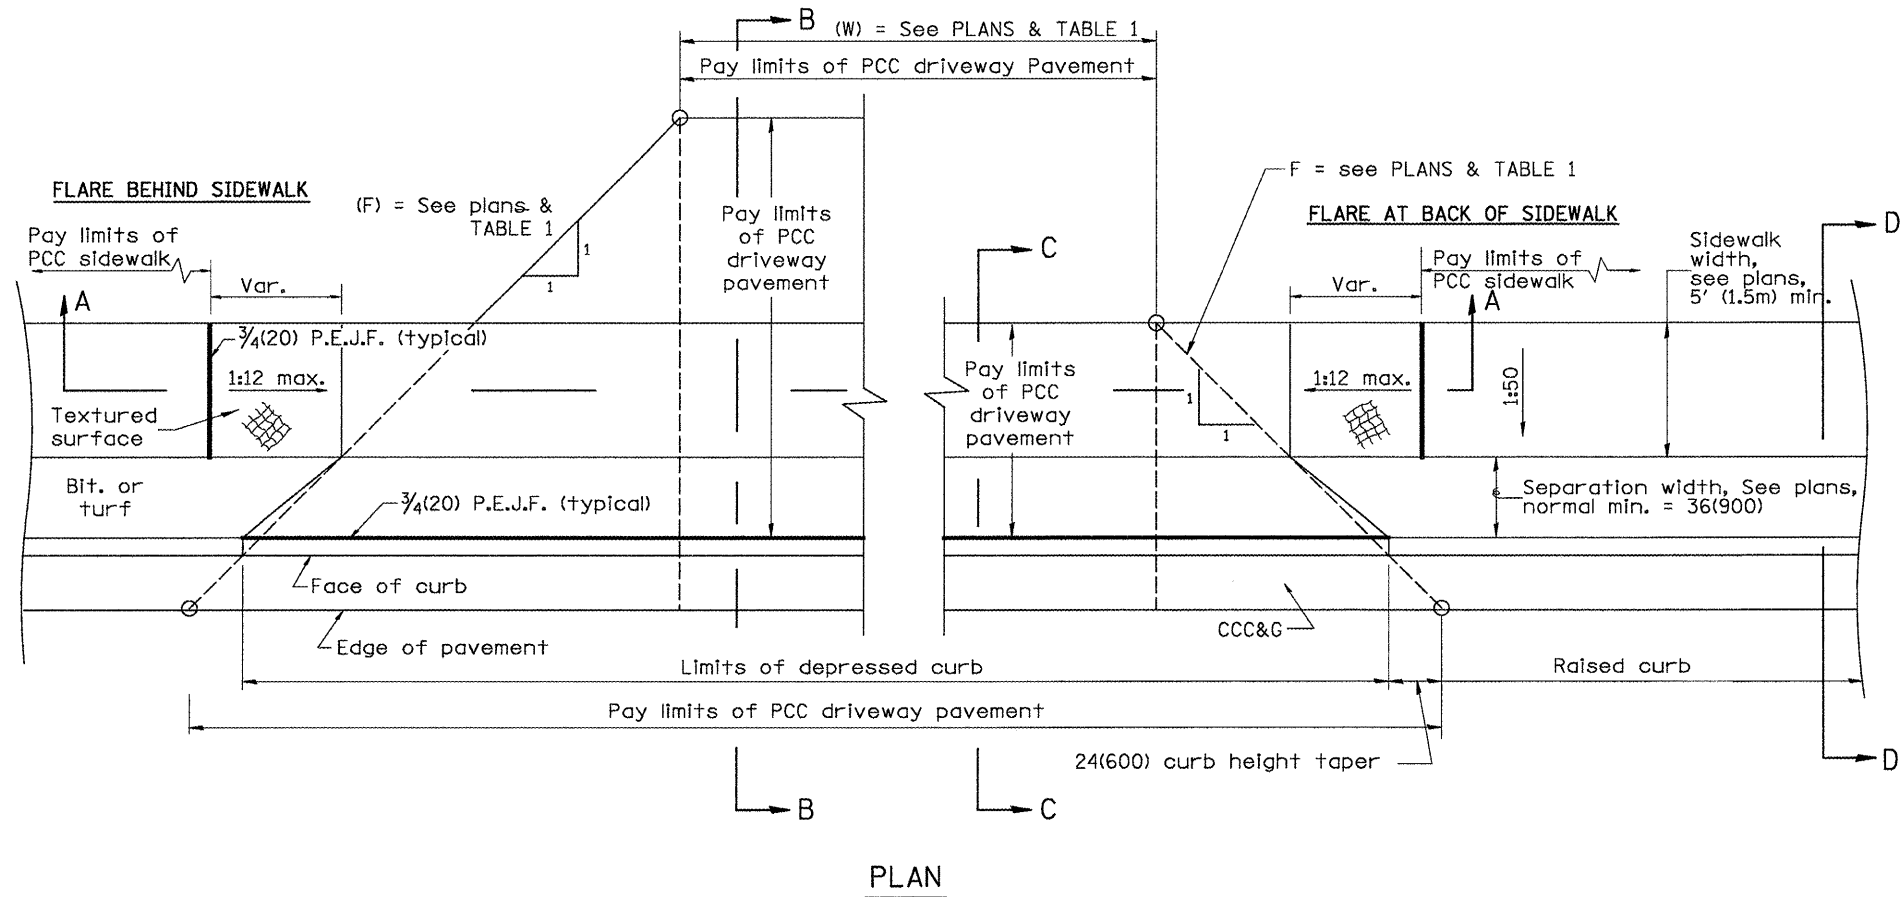 B
(W) = See PLANS & TABLE 1
Pay limits of PCC driveway Pavement
FLARE BEHIND SIDEWALK
(F) = See plans &
TABLE 1
1
1
Pay limits of
PCC sidewalk
Var.
A
3/4(20) P.E.J.F. (typical)
1:12 max.
Textured
surface
Bit. or
turf
3/4(20) P.E.J.F. (typical)
Face of curb
Edge of pavement
Pay limits
of PCC
driveway
pavement
C
Pay limits
of PCC
driveway
pavement
F = see PLANS & TABLE 1
FLARE AT BACK OF SIDEWALK
Var.
Pay limits of
PCC sidewalk
A
Sidewalk
width,
see plans,
5' (1.5m) min.
D
1
1
1:12 max.
1:50
Separation width, See plans,
normal min. = 36(900)
CCC&G
Limits of depressed curb
Raised curb
Pay limits of PCC driveway pavement
24(600) curb height taper
B
C
D
PLAN